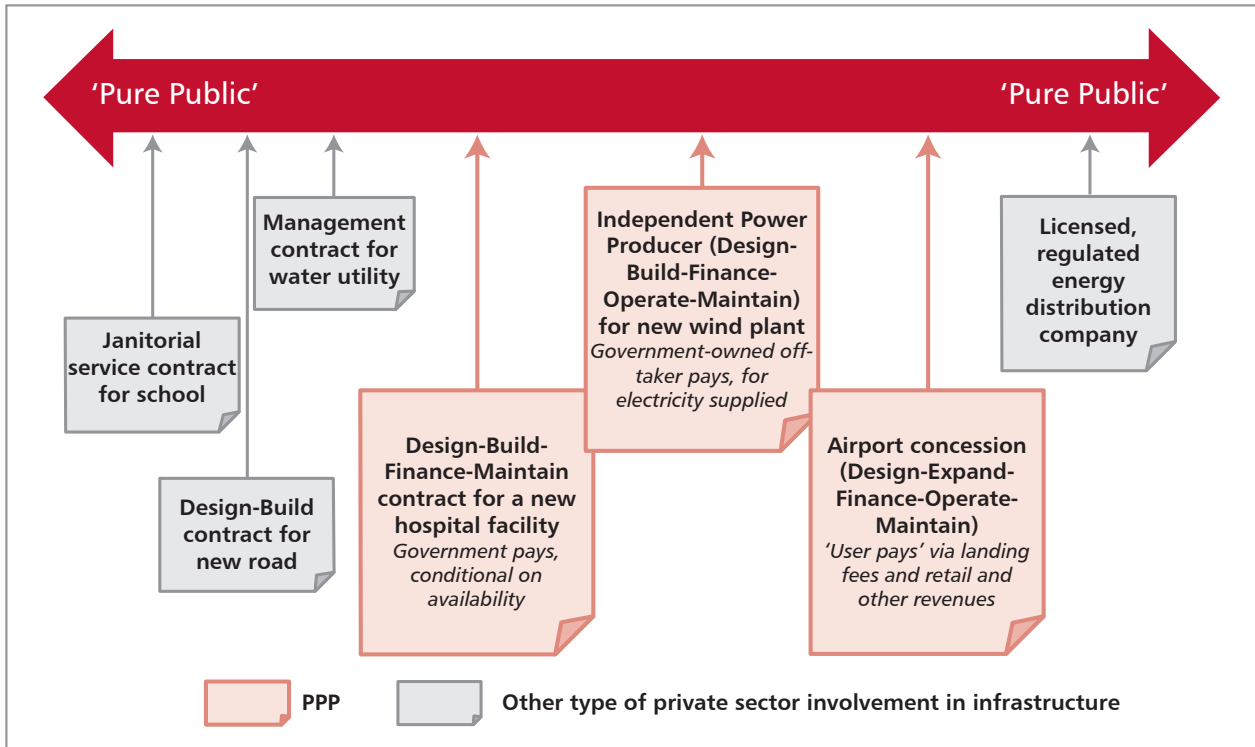 ‘Pure Public’
‘Pure Public’
Janitorial
service contract
for school
Design-Build
contract for
new road
Management
contract for
water utility
Design-Build-
Finance-Maintain
contract for a new
hospital facility
Government pays,
conditional on
availability
Independent Power
Producer (Design-
Build-Finance-
Operate-Maintain)
for new wind plant
Government-owned off-
taker pays, for
electricity supplied
Airport concession
(Design-Expand-
Finance-Operate-
Maintain)
‘User pays’ via landing
fees and retail and
other revenues
Licensed,
regulated
energy
distribution
company
PPP
Other type of private sector involvement in infrastructure